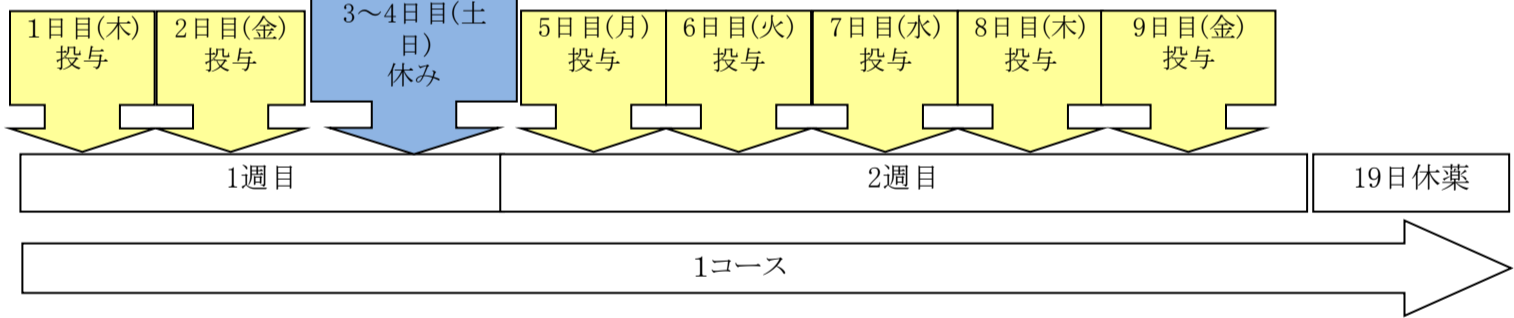 1日目(木)
投与
2日目(金)
投与
3～4日目(土
日)
休み
5日目(月)
投与
6日目(火)
投与
7日目(水)
投与
8日目(木)
投与
9日目(金)
投与
1週目
2週目
19日休薬
1コース